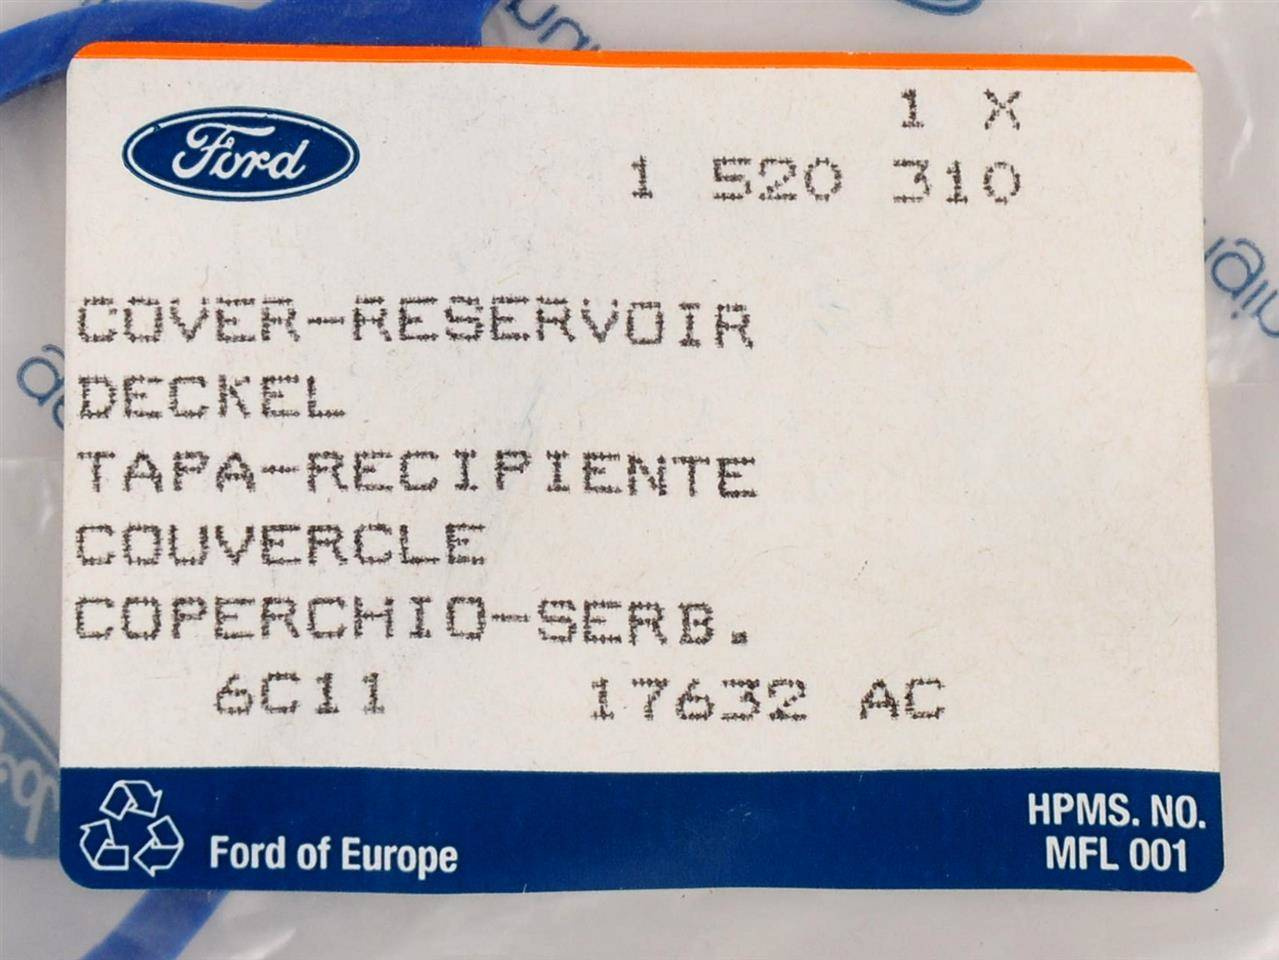 Ford
1 X
1 520 310
COVER-RESERVOIR
DECKEL
TAPA-RECIPIENTE
COUVERCLE
COPERCHIO-SERB.
6C11 17632 AC
Ford of Europe
HPMS. NO.
MFL 001